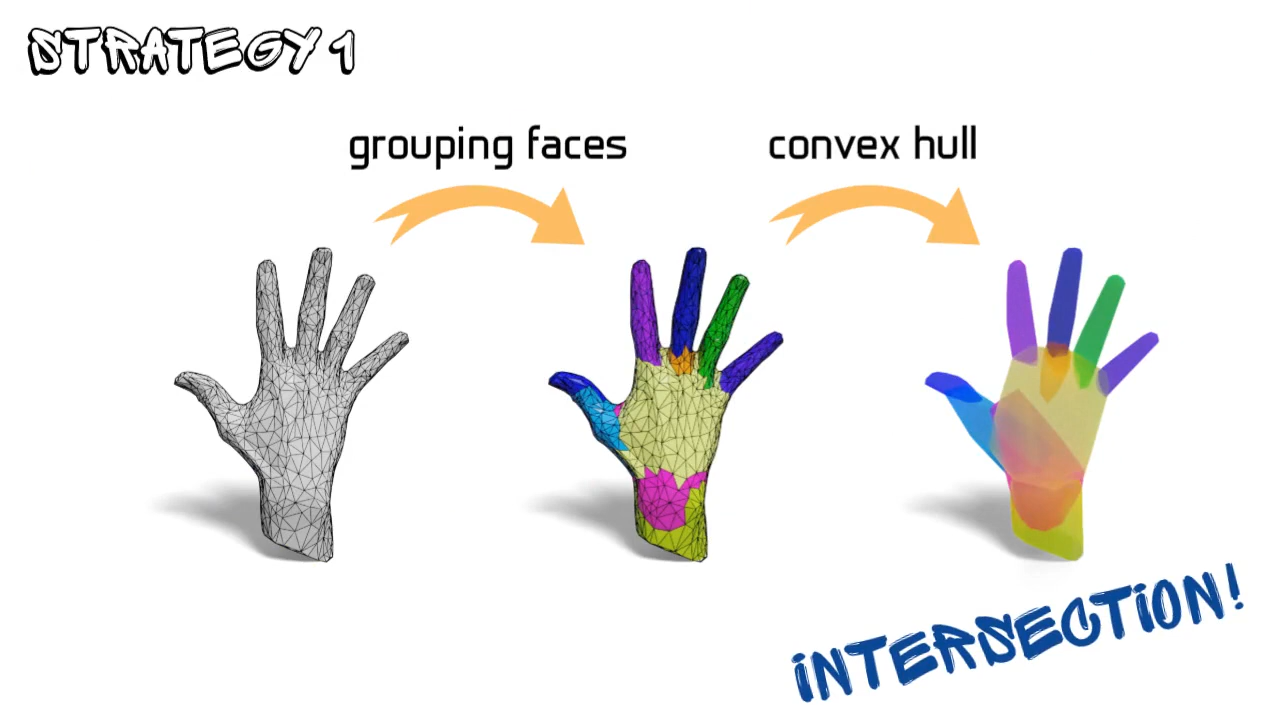 STRATEGY 1
grouping faces
convex hull
INTERSECTION!